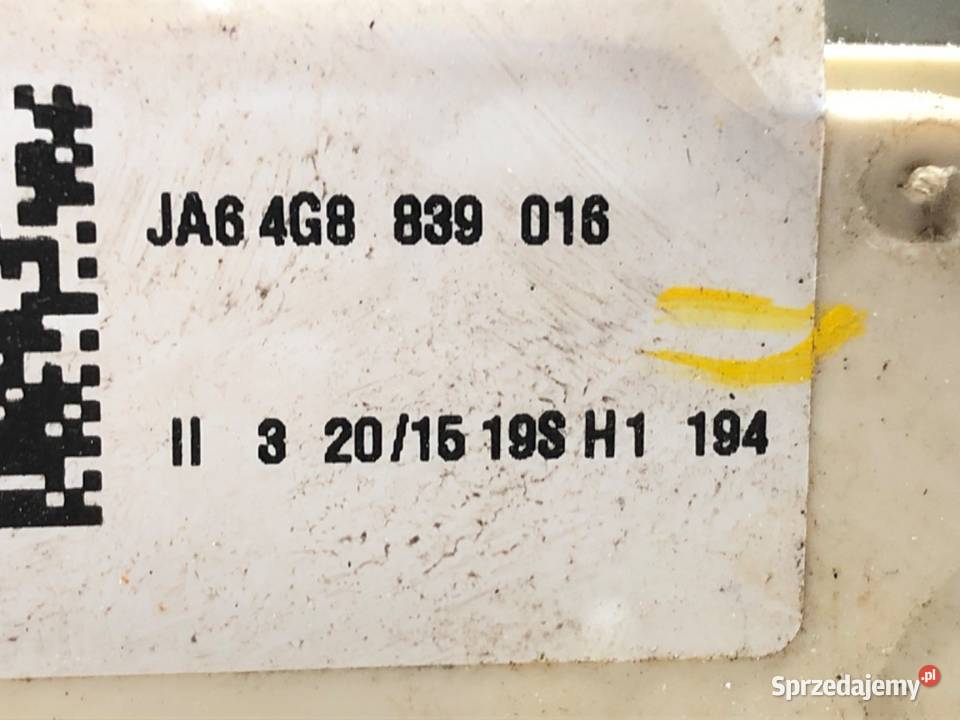 JA6 4G8 839 016
II 3 20/15 19S H1 194
Sprzedajemy.pl